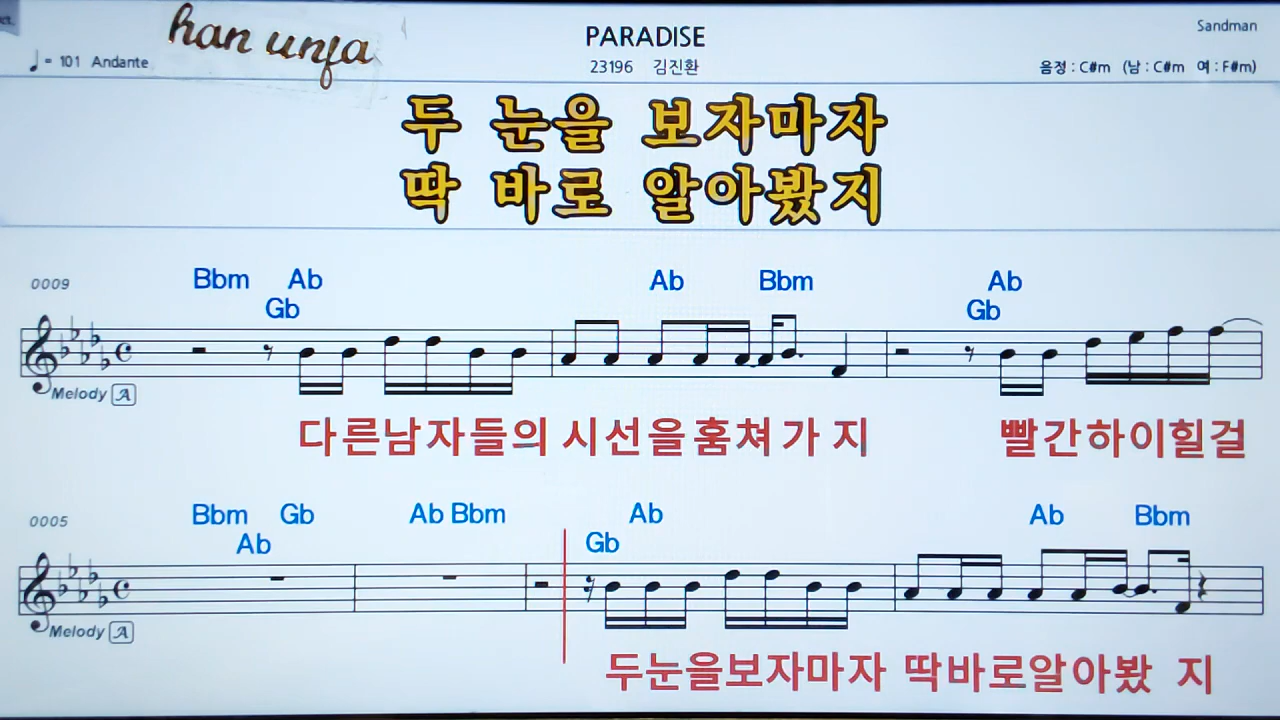 ct.
han unja
PARADISE
Sandman
♩= 101 Andante
23196 김진환
음정 : C#m (남 : C#m 여 : F#m)
두 눈을 보자마자
딱 바로 알아봤지
0009
Bbm Ab Ab Bbm Ab
Gb Gb
Melody A
다른남자들의 시선을훔쳐가 지 빨간하이힐걸
0005
Bbm Gb Ab Bbm Ab Ab Bbm
Ab Gb
Melody A
두눈을보자마자 딱바로알아봤 지